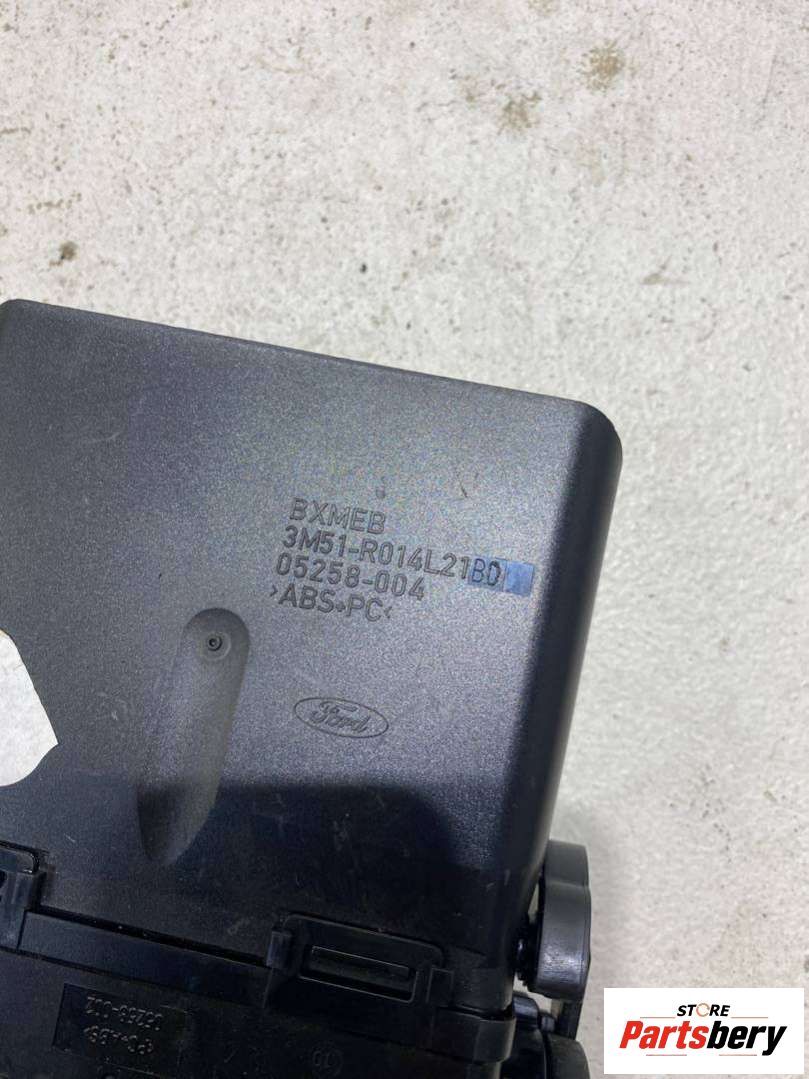 BXMEB
3M51-R014L21BD
05258-004
>ABS+PC<
Ford
STORE
Partsbery